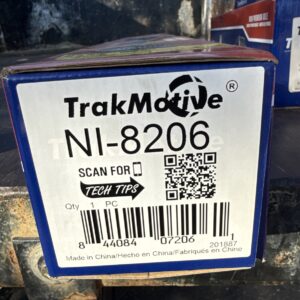 TrakMotive®
NI-8206
SCAN FOR
TECH TIPS
Qty 1 PC
8 44084 07206 1
201887
Made in China/Hecho en China/Fabriqués en Chine